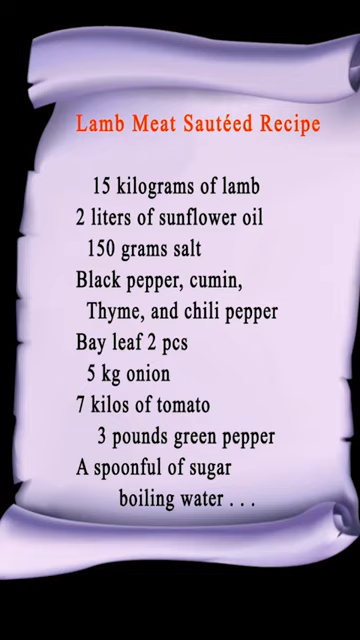 Lamb Meat Sautéed Recipe
15 kilograms of lamb
2 liters of sunflower oil
150 grams salt
Black pepper, cumin,
Thyme, and chili pepper
Bay leaf 2 pcs
5 kg onion
7 kilos of tomato
3 pounds green pepper
A spoonful of sugar
boiling water . . .